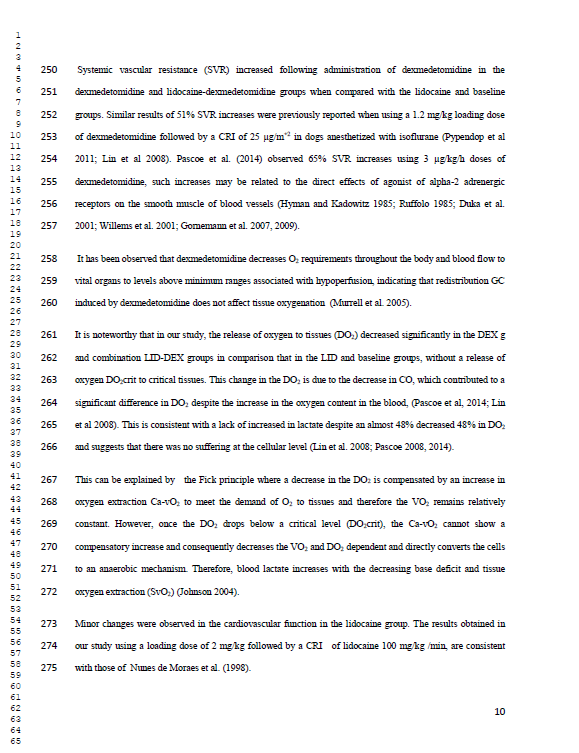 1
2
3
4
5
6
7
8
9
10
11
12
13
14
15
16
17
18
19
20
21
22
23
24
25
26
27
28
29
30
31
32
33
34
35
36
37
38
39
40
41
42
43
44
45
46
47
48
49
50
51
52
53
54
55
56
57
58
59
60
61
62
63
64
65
250 Systemic vascular resistance (SVR) increased following administration of dexmedetomidine in the
251 dexmedetomidine and lidocaine-dexmedetomidine groups when compared with the lidocaine and baseline
252 groups. Similar results of 51% SVR increases were previously reported when using a 1.2 mg/kg loading dose
253 of dexmedetomidine followed by a CRI of 25 µg/m⁻² in dogs anesthetized with isoflurane (Pypendop et al
254 2011; Lin et al 2008). Pascoe et al. (2014) observed 65% SVR increases using 3 µg/kg/h doses of
255 dexmedetomidine, such increases may be related to the direct effects of agonist of alpha-2 adrenergic
256 receptors on the smooth muscle of blood vessels (Hyman and Kadowitz 1985; Ruffolo 1985; Duka et al.
257 2001; Willems et al. 2001; Gornemann et al. 2007, 2009).
258 It has been observed that dexmedetomidine decreases O₂ requirements throughout the body and blood flow to
259 vital organs to levels above minimum ranges associated with hypoperfusion, indicating that redistribution GC
260 induced by dexmedetomidine does not affect tissue oxygenation (Murrell et al. 2005).
261 It is noteworthy that in our study, the release of oxygen to tissues (DO₂) decreased significantly in the DEX g
262 and combination LID-DEX groups in comparison that in the LID and baseline groups, without a release of
263 oxygen DO₂crit to critical tissues. This change in the DO₂ is due to the decrease in CO, which contributed to a
264 significant difference in DO₂ despite the increase in the oxygen content in the blood, (Pascoe et al, 2014; Lin
265 et al 2008). This is consistent with a lack of increased in lactate despite an almost 48% decreased 48% in DO₂
266 and suggests that there was no suffering at the cellular level (Lin et al. 2008; Pascoe 2008, 2014).
267 This can be explained by the Fick principle where a decrease in the DO₂ is compensated by an increase in
268 oxygen extraction Ca-vO₂ to meet the demand of O₂ to tissues and therefore the VO₂ remains relatively
269 constant. However, once the DO₂ drops below a critical level (DO₂crit), the Ca-vO₂ cannot show a
270 compensatory increase and consequently decreases the VO₂ and DO₂ dependent and directly converts the cells
271 to an anaerobic mechanism. Therefore, blood lactate increases with the decreasing base deficit and tissue
272 oxygen extraction (SvO₂) (Johnson 2004).
273 Minor changes were observed in the cardiovascular function in the lidocaine group. The results obtained in
274 our study using a loading dose of 2 mg/kg followed by a CRI of lidocaine 100 mg/kg /min, are consistent
275 with those of Nunes de Moraes et al. (1998).
10